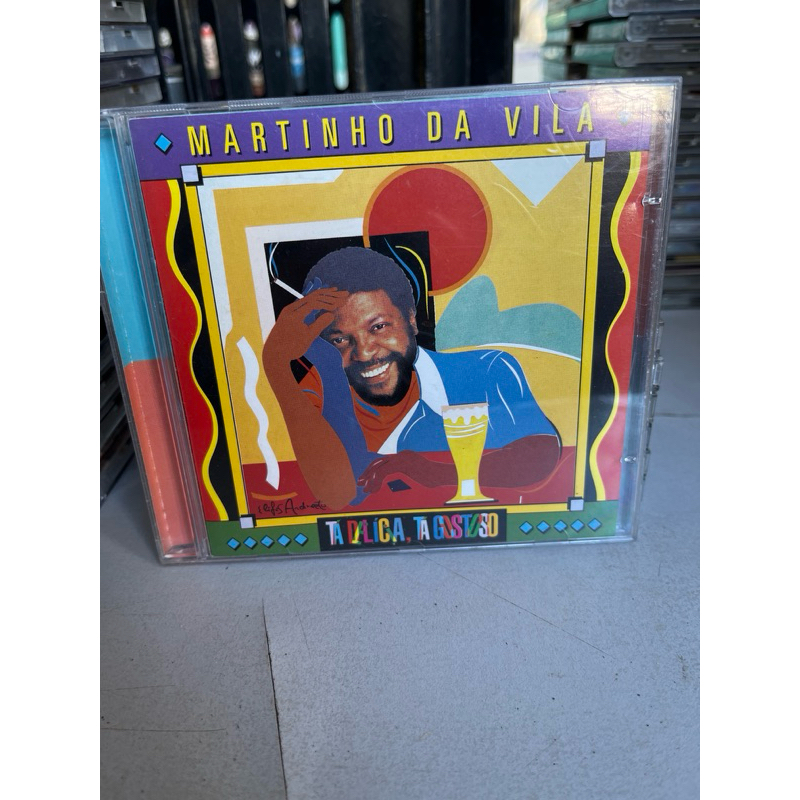 MARTINHO DA VILA
TÁ DELÍCIA, TÁ GOSTOSO